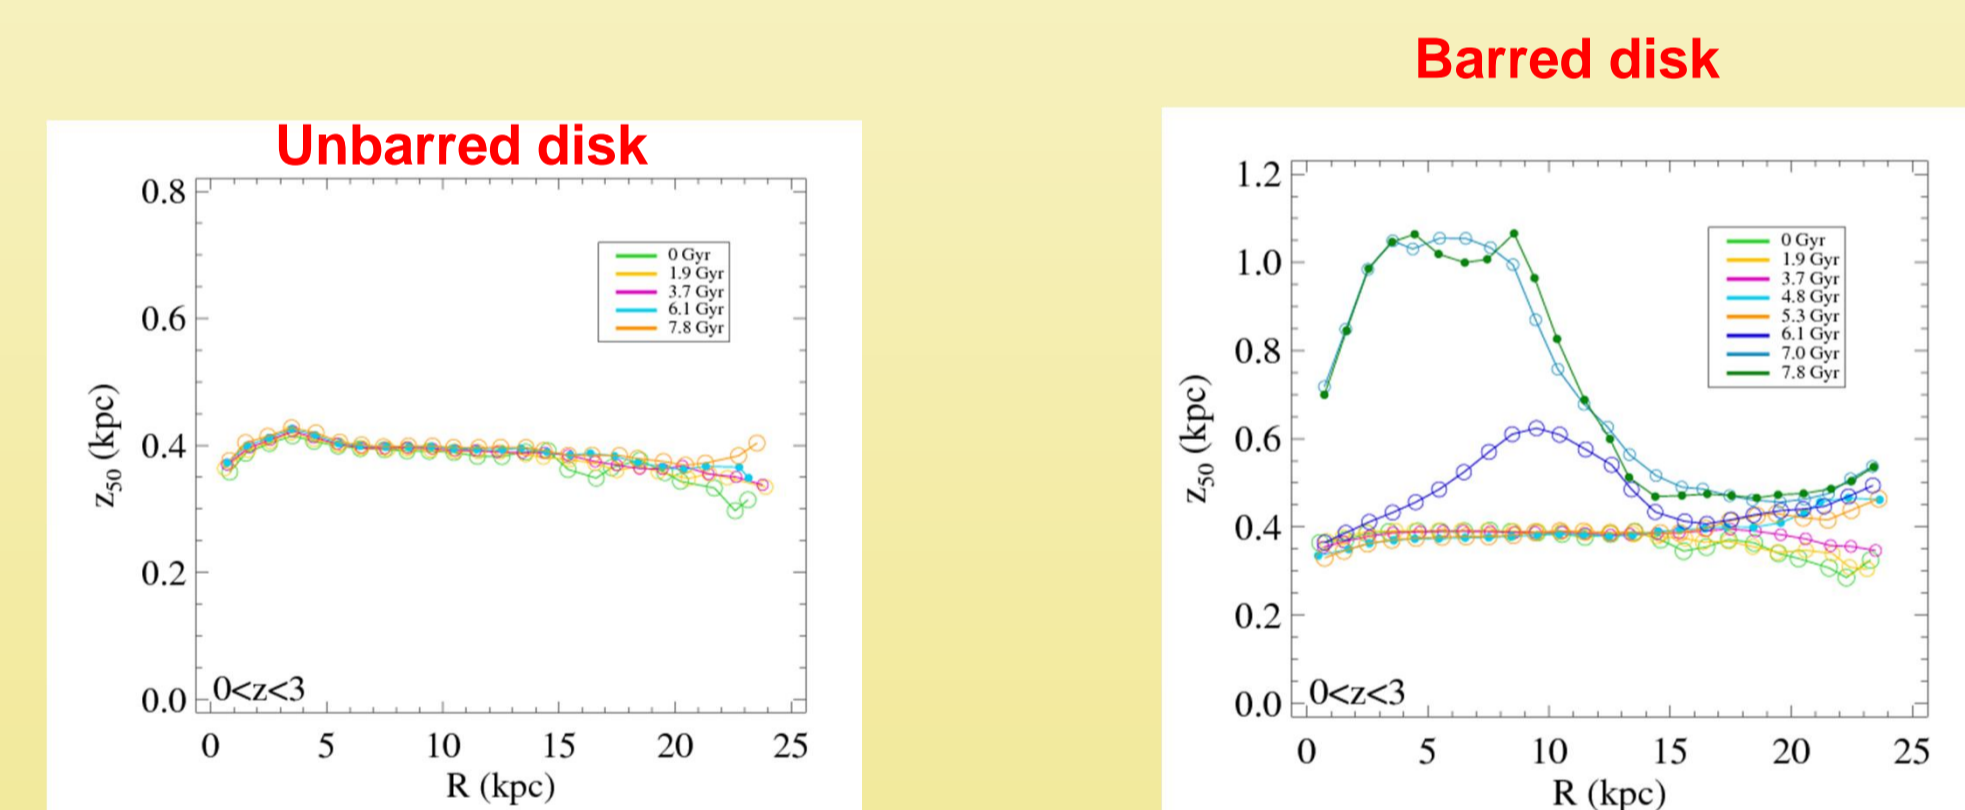 Unbarred disk
0.8
0.6
0.4
0.2
0.0
z50 (kpc)
0 Gyr
1.9 Gyr
3.7 Gyr
6.1 Gyr
7.8 Gyr
0<z<3
0 5 10 15 20 25
R (kpc)
Barred disk
1.2
1.0
0.8
0.6
0.4
0.2
0.0
z50 (kpc)
0 Gyr
1.9 Gyr
3.7 Gyr
4.8 Gyr
5.3 Gyr
6.1 Gyr
7.0 Gyr
7.8 Gyr
0<z<3
0 5 10 15 20 25
R (kpc)